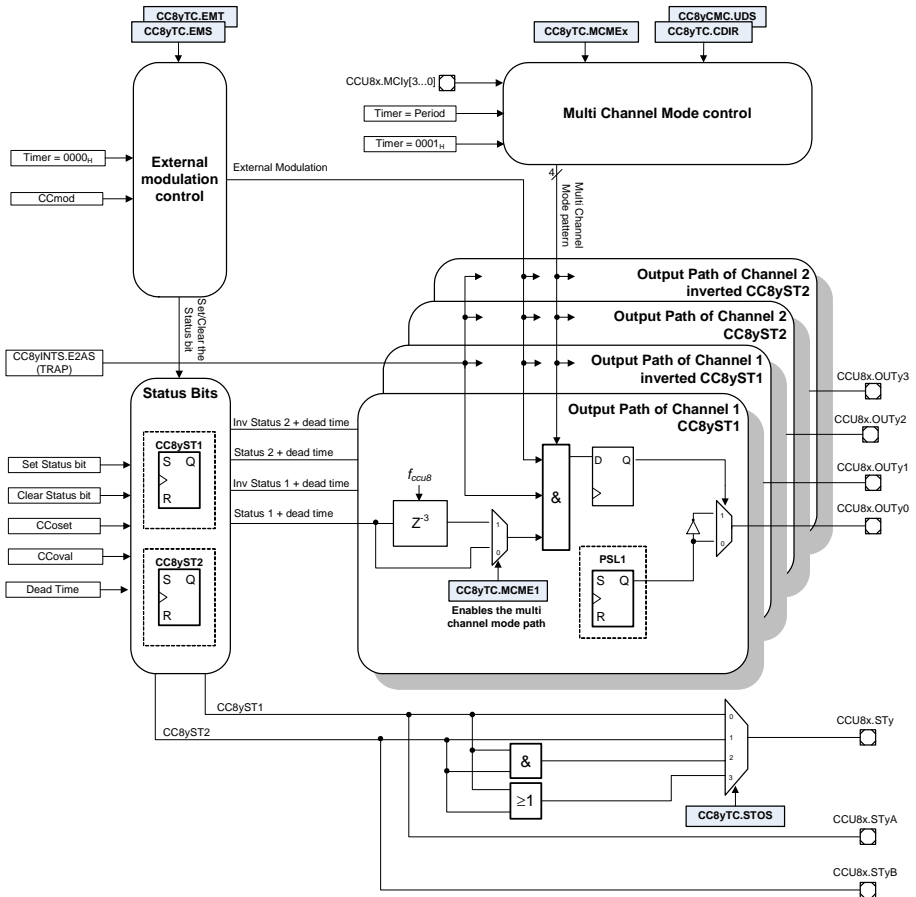 CC8yTC.EMT
CC8yTC.EMS
CC8yTC.MCMEx
CC8yCMC.UDS
CC8yTC.CDIR
CCU8x.MCIy[3...0]
Timer = Period
Timer = 0001H
Multi Channel Mode control
Timer = 0000H
CCmod
External
modulation
control
External Modulation
4
Multi Channel
Mode pattern
Set/Clear the
Status bit
CC8yINTS.E2AS
(TRAP)
Output Path of Channel 2
inverted CC8yST2
Output Path of Channel 2
CC8yST2
Output Path of Channel 1
inverted CC8yST1
Output Path of Channel 1
CC8yST1
CCU8x.OUTy3
CCU8x.OUTy2
CCU8x.OUTy1
CCU8x.OUTy0
Status Bits
CC8yST1
S Q
R
CC8yST2
S Q
R
Set Status bit
Clear Status bit
CCoset
CCoval
Dead Time
Inv Status 2 + dead time
Status 2 + dead time
Inv Status 1 + dead time
Status 1 + dead time
fccu8
Z-3
1
0
CC8yTC.MCME1
Enables the multi
channel mode path
&
D Q
PSL1
S Q
R
1
0
CC8yST1
CC8yST2
&
≥1
0
1
2
3
CC8yTC.STOS
CCU8x.STy
CCU8x.STyA
CCU8x.STyB